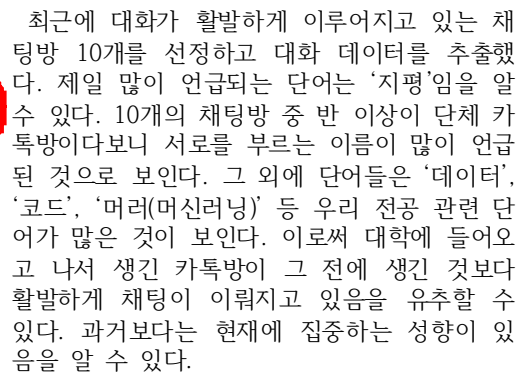 최근에 대화가 활발하게 이루어지고 있는 채
팅방 10개를 선정하고 대화 데이터를 추출했
다. 제일 많이 언급되는 단어는 ‘지평’임을 알
수 있다. 10개의 채팅방 중 반 이상이 단체 카
톡방이다보니 서로를 부르는 이름이 많이 언급
된 것으로 보인다. 그 외에 단어들은 ‘데이터’,
‘코드’, ‘머러(머신러닝)’ 등 우리 전공 관련 단
어가 많은 것이 보인다. 이로써 대학에 들어오
고 나서 생긴 카톡방이 그 전에 생긴 것보다
활발하게 채팅이 이뤄지고 있음을 유추할 수
있다. 과거보다는 현재에 집중하는 성향이 있
음을 알 수 있다.